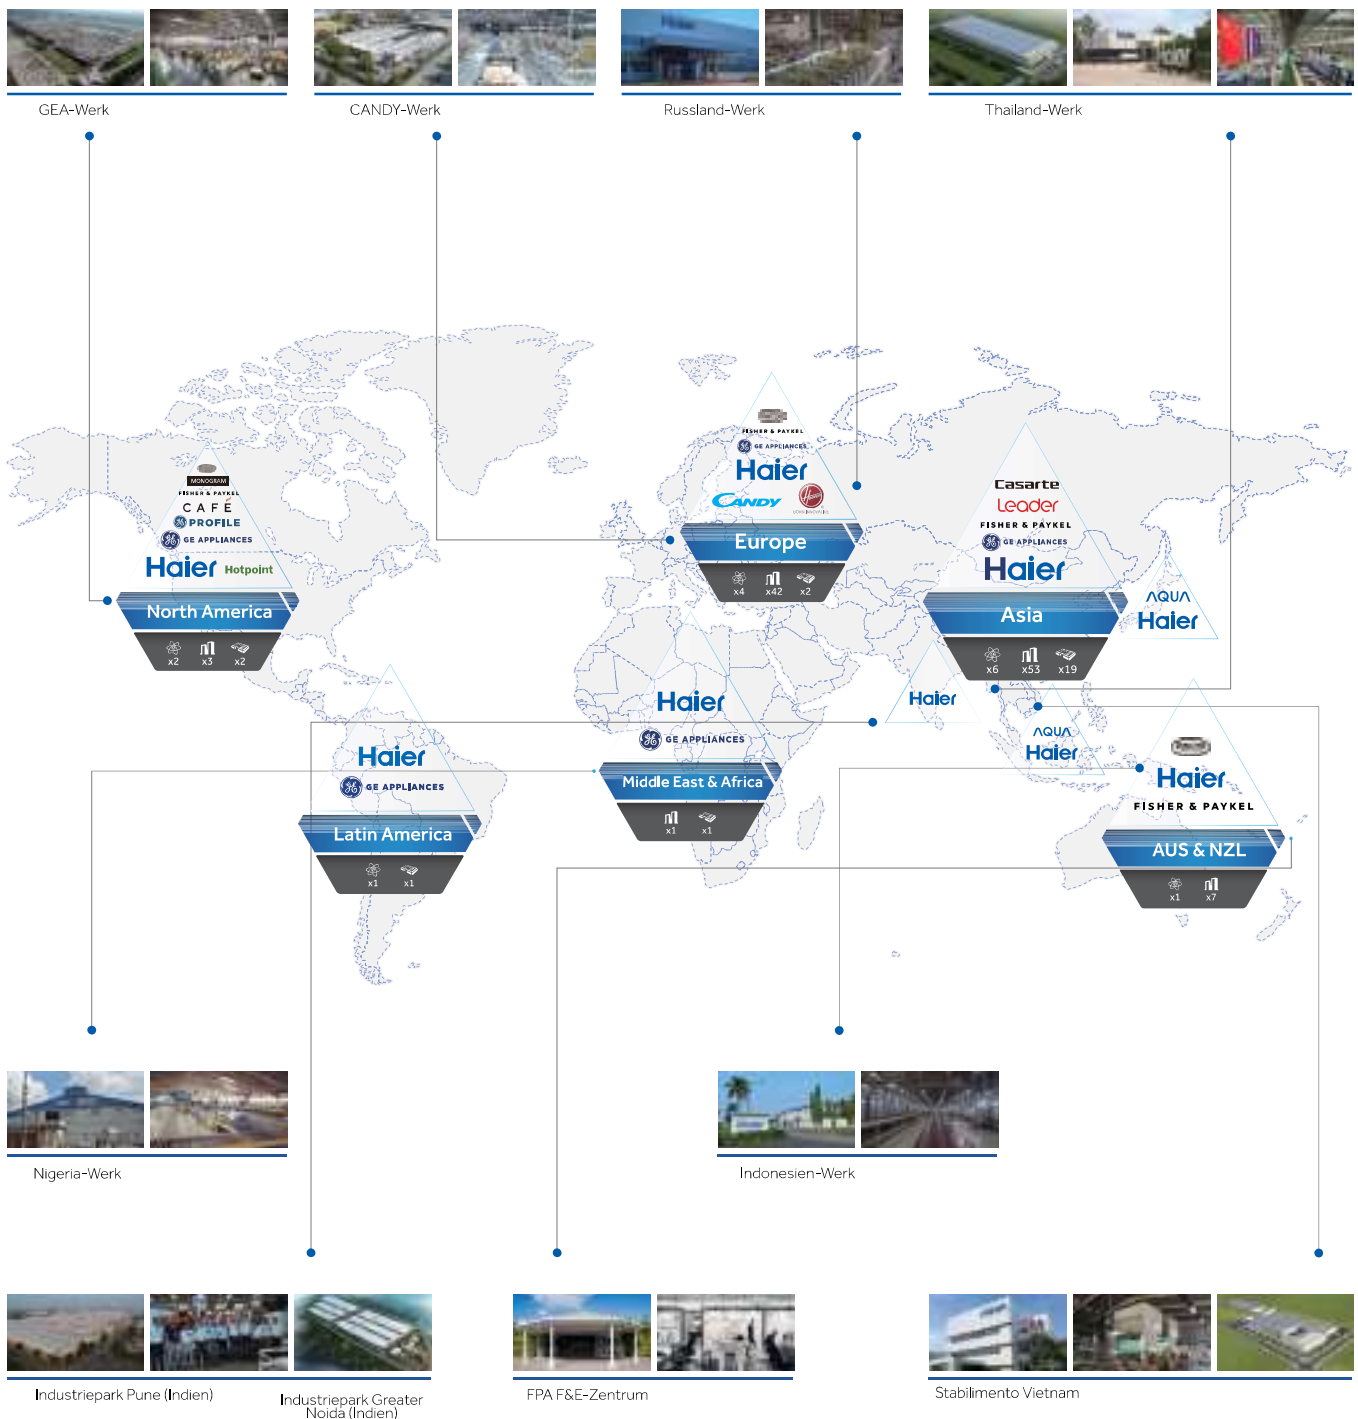 GEA-Werk
CANDY-Werk
Russland-Werk
Thailand-Werk
MONOGRAM
FISHER & PAYKEL
CAFÉ
PROFILE
GE APPLIANCES
Haier
Hotpoint
North America
x2
x3
x2
FISHER & PAYKEL
GE APPLIANCES
Haier
CANDY
Europe
x4
x42
x2
Casarte
Leader
FISHER & PAYKEL
GE APPLIANCES
Haier
Asia
x6
x53
x19
AQUA
Haier
Haier
AQUA
Haier
Haier
GE APPLIANCES
Middle East & Africa
x1
x1
Haier
GE APPLIANCES
Latin America
x1
x1
Haier
FISHER & PAYKEL
AUS & NZL
x1
x7
Nigeria-Werk
Indonesien-Werk
Industriepark Pune (Indien)
Industriepark Greater
Noida (Indien)
FPA F&E-Zentrum
Stabilimento Vietnam